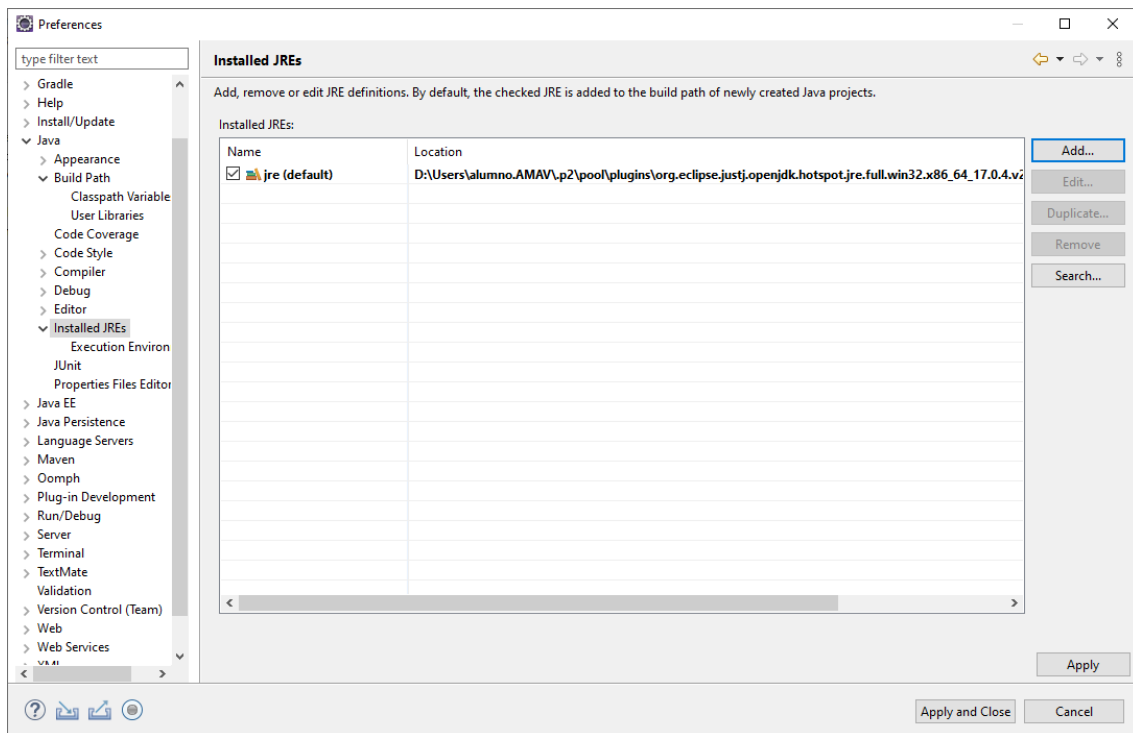 Preferences
type filter text
Installed JREs
Gradle
Help
Install/Update
Java
Appearance
Build Path
Classpath Variable
User Libraries
Code Coverage
Code Style
Compiler
Debug
Editor
Installed JREs
Execution Environ
JUnit
Properties Files Editor
Java EE
Java Persistence
Language Servers
Maven
Oomph
Plug-in Development
Run/Debug
Server
Terminal
TextMate
Validation
Version Control (Team)
Web
Web Services
XML
Add, remove or edit JRE definitions. By default, the checked JRE is added to the build path of newly created Java projects.
Installed JREs:
Name Location
jre (default) D:\Users\alumno.AMAV\.p2\pool\plugins\org.eclipse.justj.openjdk.hotspot.jre.full.win32.x86_64_17.0.4.v2
Add...
Edit...
Duplicate...
Remove
Search...
Apply
Apply and Close Cancel